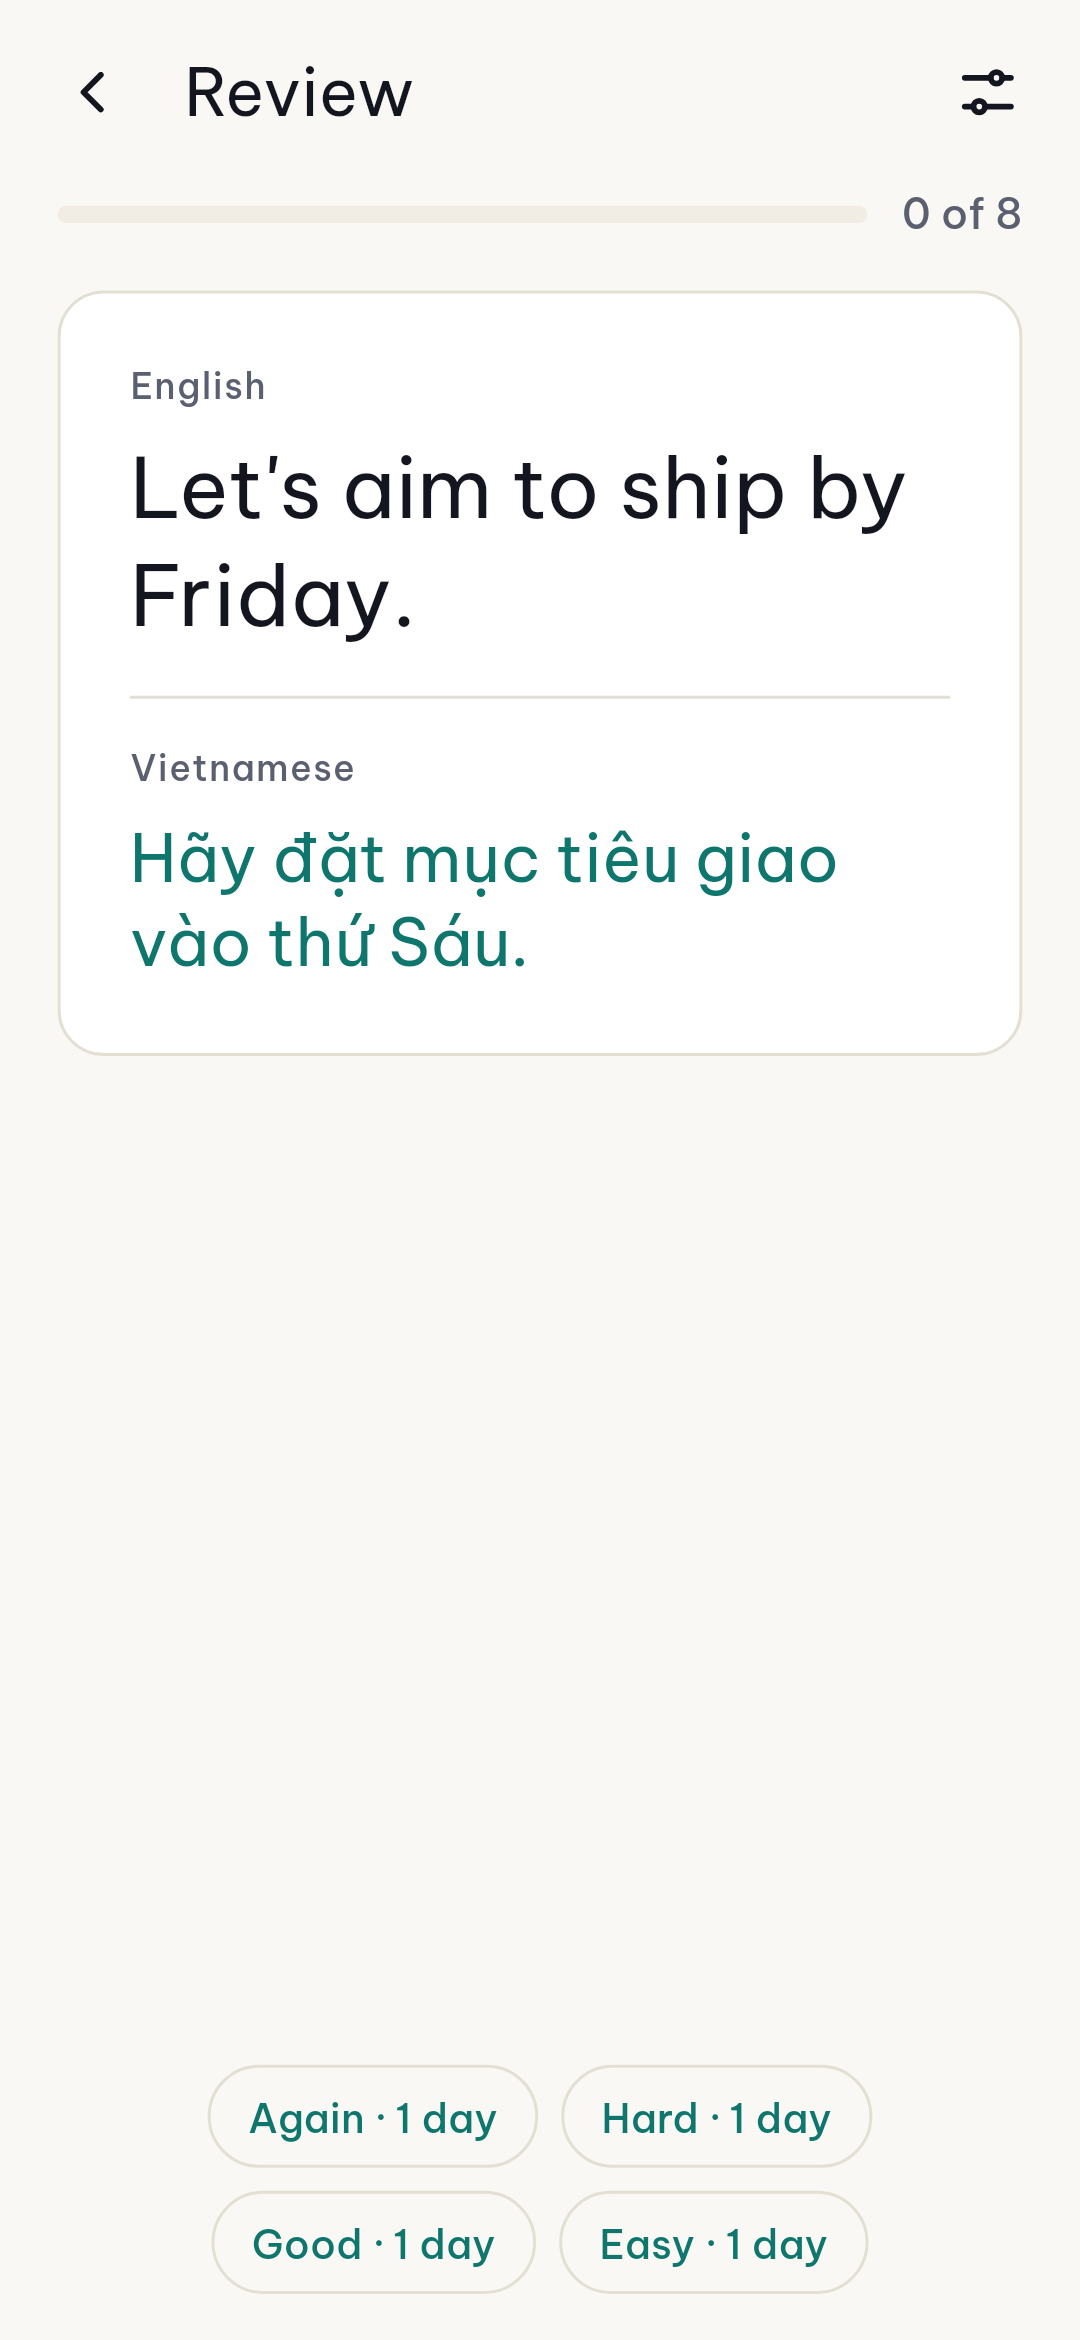 Review
0 of 8
English
Let's aim to ship by
Friday.
Vietnamese
Hãy đặt mục tiêu giao
vào thứ Sáu.
Again · 1 day
Hard · 1 day
Good · 1 day
Easy · 1 day